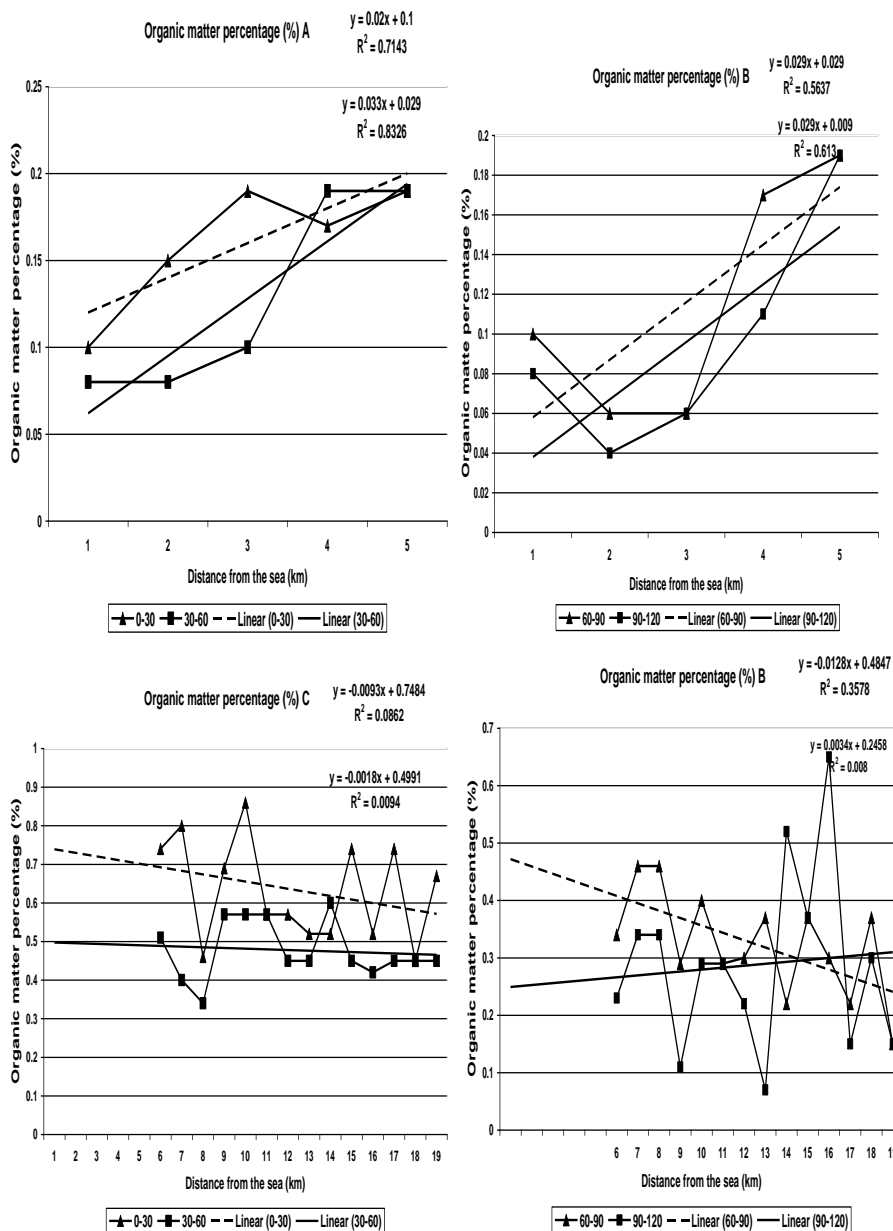 Organic matter percentage (%) A
y = 0.02x + 0.1
R² = 0.7143
y = 0.033x + 0.029
R² = 0.8326
Organic matter percentage (%)
0.25
0.2
0.15
0.1
0.05
0
1 2 3 4 5
Distance from the sea (km)
0-30 30-60 Linear (0-30) Linear (30-60)
Organic matter percentage (%) B
y = 0.029x + 0.029
R² = 0.5637
y = 0.029x + 0.009
R² = 0.613
Organic matte percentage (%)
0.2
0.18
0.16
0.14
0.12
0.1
0.08
0.06
0.04
0.02
0
1 2 3 4 5
Distance from the sea (km)
60-90 90-120 Linear (60-90) Linear (90-120)
Organic matter percentage (%) C
y = -0.0093x + 0.7484
R² = 0.0862
y = -0.0018x + 0.4991
R² = 0.0094
Organic matter percentage (%)
1
0.9
0.8
0.7
0.6
0.5
0.4
0.3
0.2
0.1
0
1 2 3 4 5 6 7 8 9 10 11 12 13 14 15 16 17 18 19
Distance from the sea (km)
0-30 30-60 Linear (0-30) Linear (30-60)
Organic matter percentage (%) B
y = -0.0128x + 0.4847
R² = 0.3578
y = 0.0034x + 0.2458
R² = 0.008
Organic matter percentage (%)
0.7
0.6
0.5
0.4
0.3
0.2
0.1
0
6 7 8 9 10 11 12 13 14 15 16 17 18
Distance from the sea (km)
60-90 90-120 Linear (60-90) Linear (90-120)